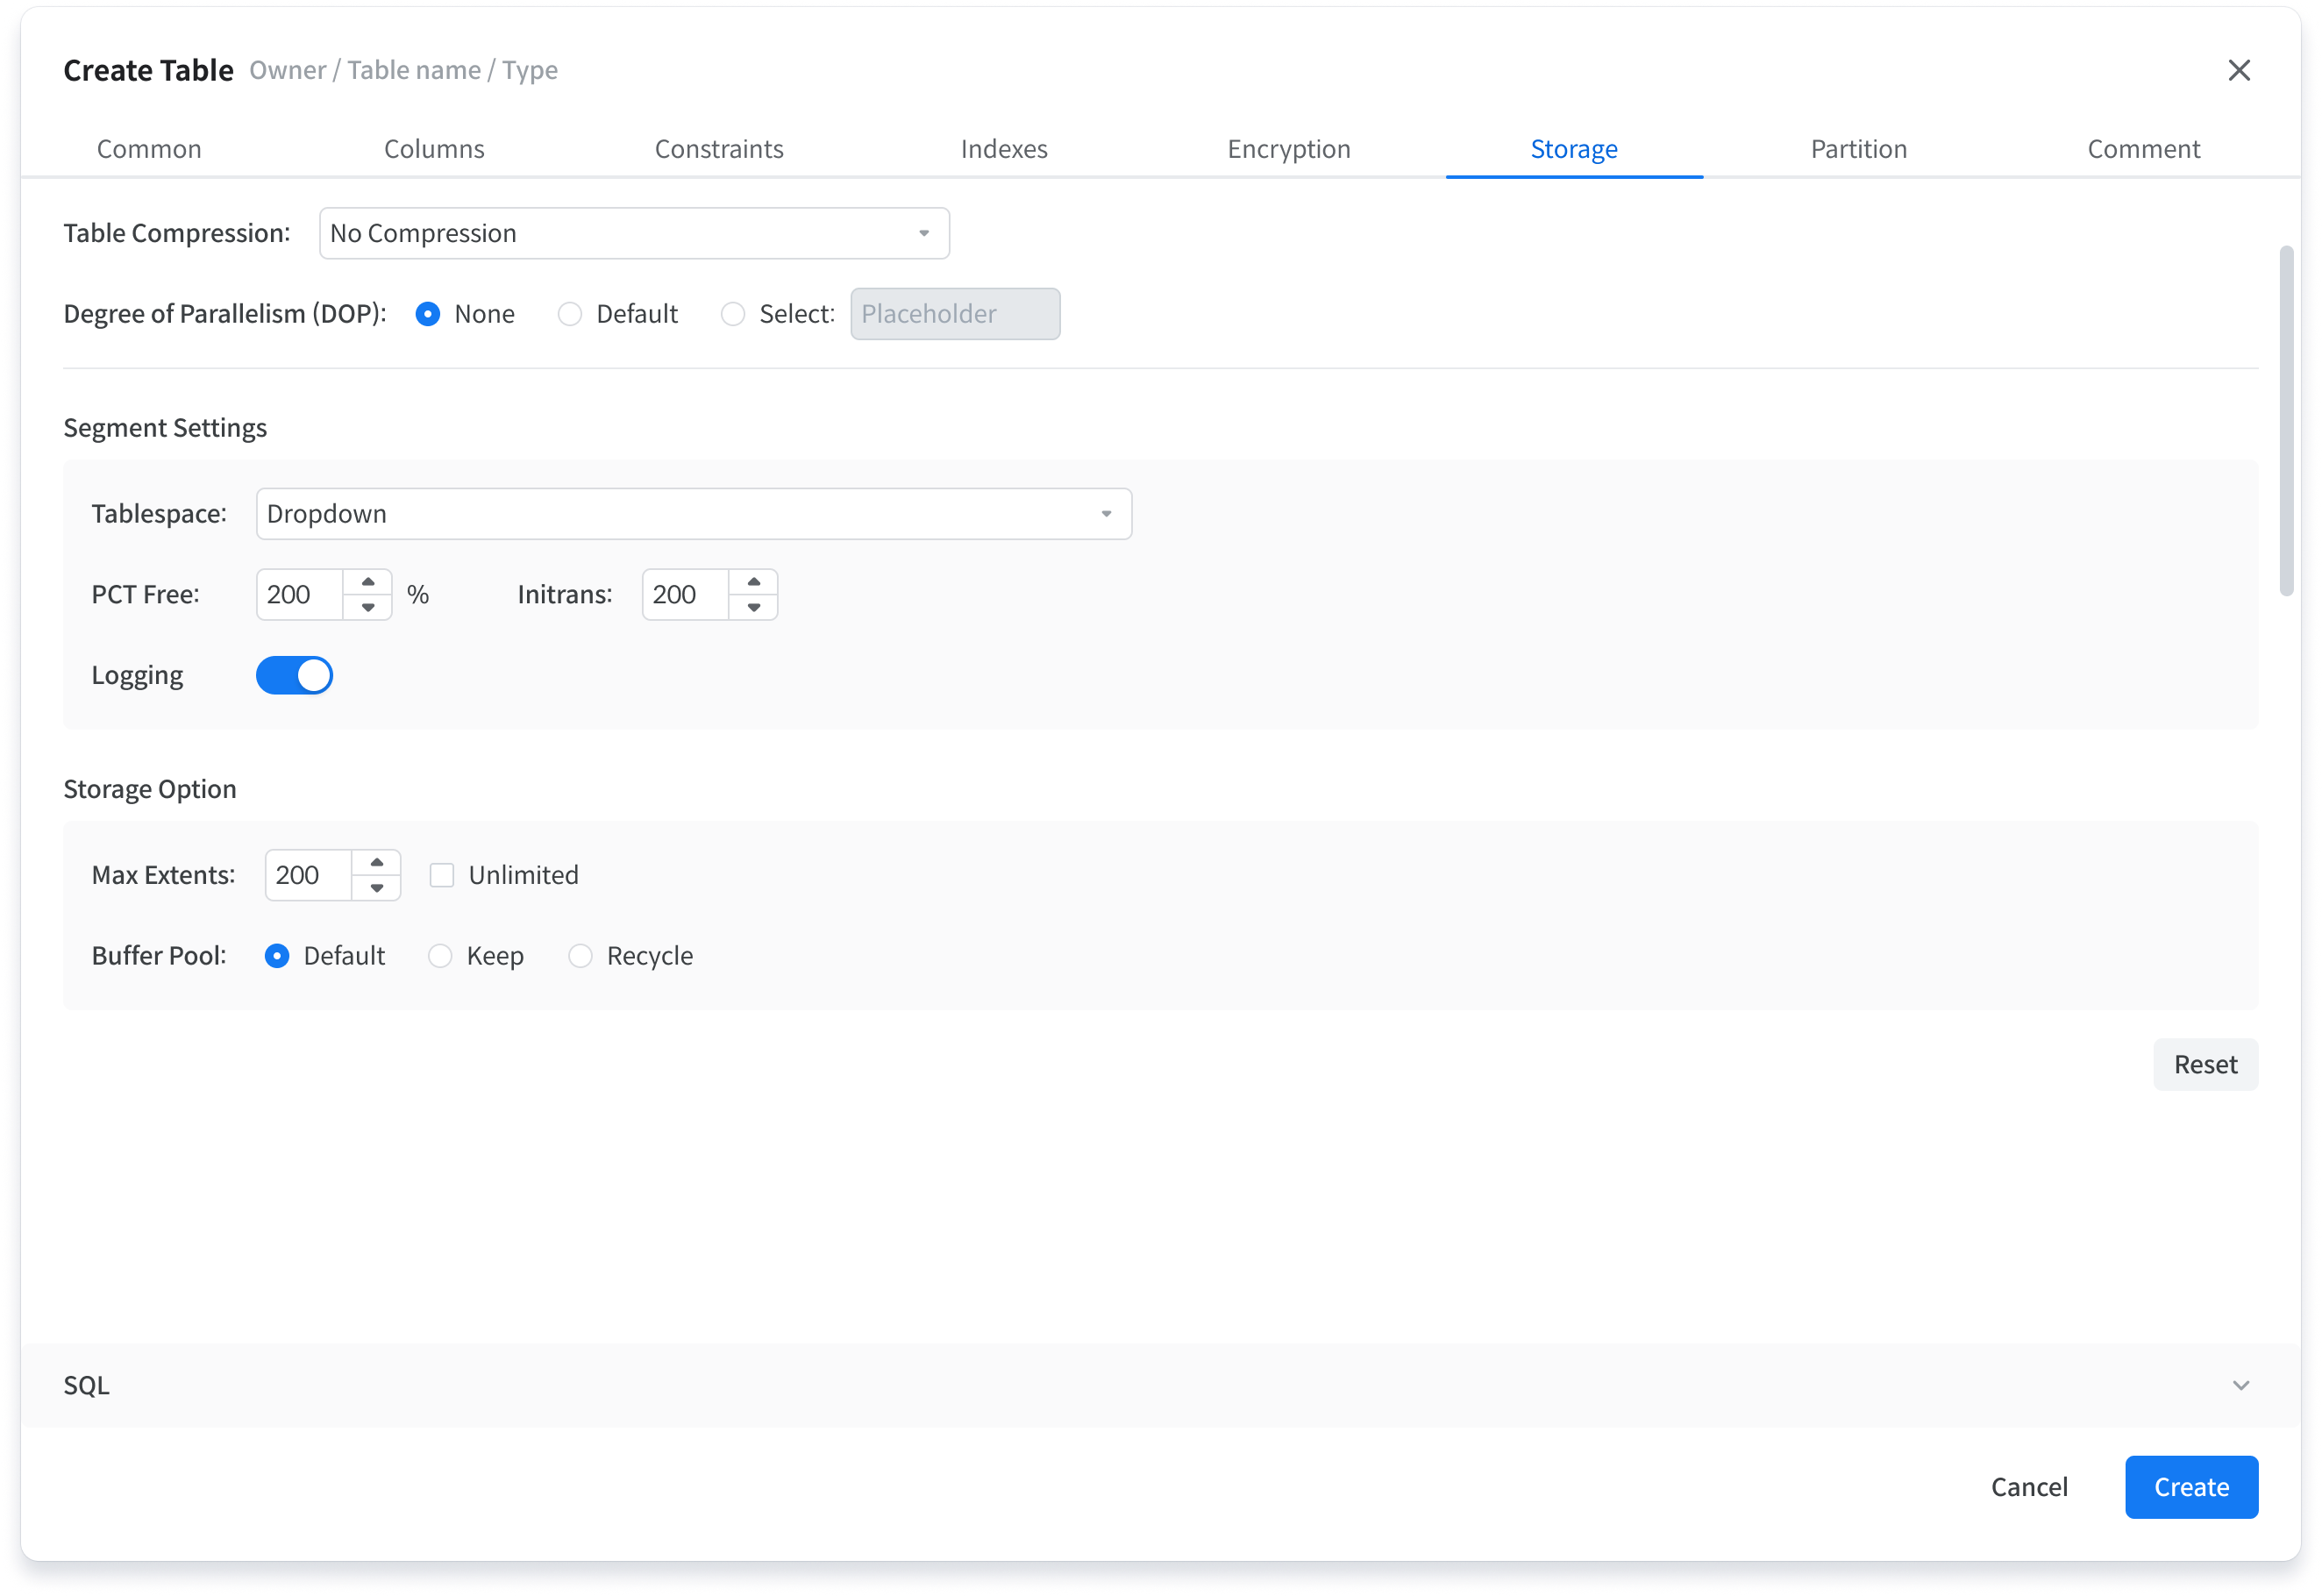 Create Table Owner / Table name / Type
Common Columns Constraints Indexes Encryption Storage Partition Comment
Table Compression: No Compression
Degree of Parallelism (DOP): None Default Select: Placeholder
Segment Settings
Tablespace: Dropdown
PCT Free: 200 % Initrans: 200
Logging
Storage Option
Max Extents: 200 Unlimited
Buffer Pool: Default Keep Recycle
Reset
SQL
Cancel Create